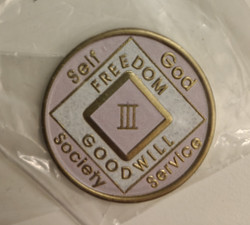 Self
God
FREEDOM
III
GOODWILL
Society
Service